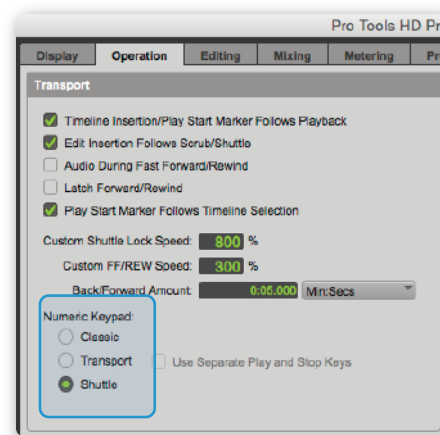 Pro Tools HD Pr
Display Operation Editing Mixing Metering Pr
Transport
Timeline Insertion/Play Start Marker Follows Playback
Edit Insertion Follows Scrub/Shuttle
Audio During Fast Forward/Rewind
Latch Forward/Rewind
Play Start Marker Follows Timeline Selection
Custom Shuttle Lock Speed: 800 %
Custom FF/REW Speed: 300 %
Back/Forward Amount: 0:05.000 Min:Secs
Numeric Keypad:
Classic
Transport Use Separate Play and Stop Keys
Shuttle